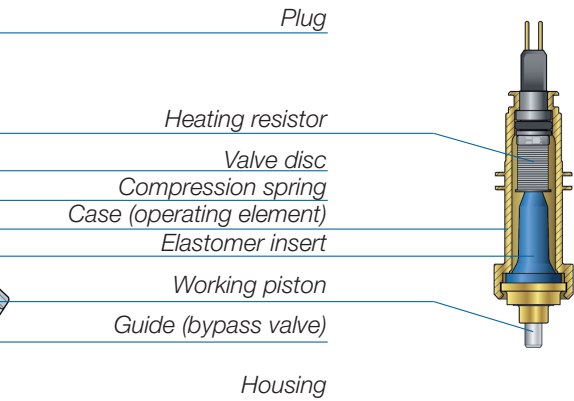 Plug
Heating resistor
Valve disc
Compression spring
Case (operating element)
Elastomer insert
Working piston
Guide (bypass valve)
Housing